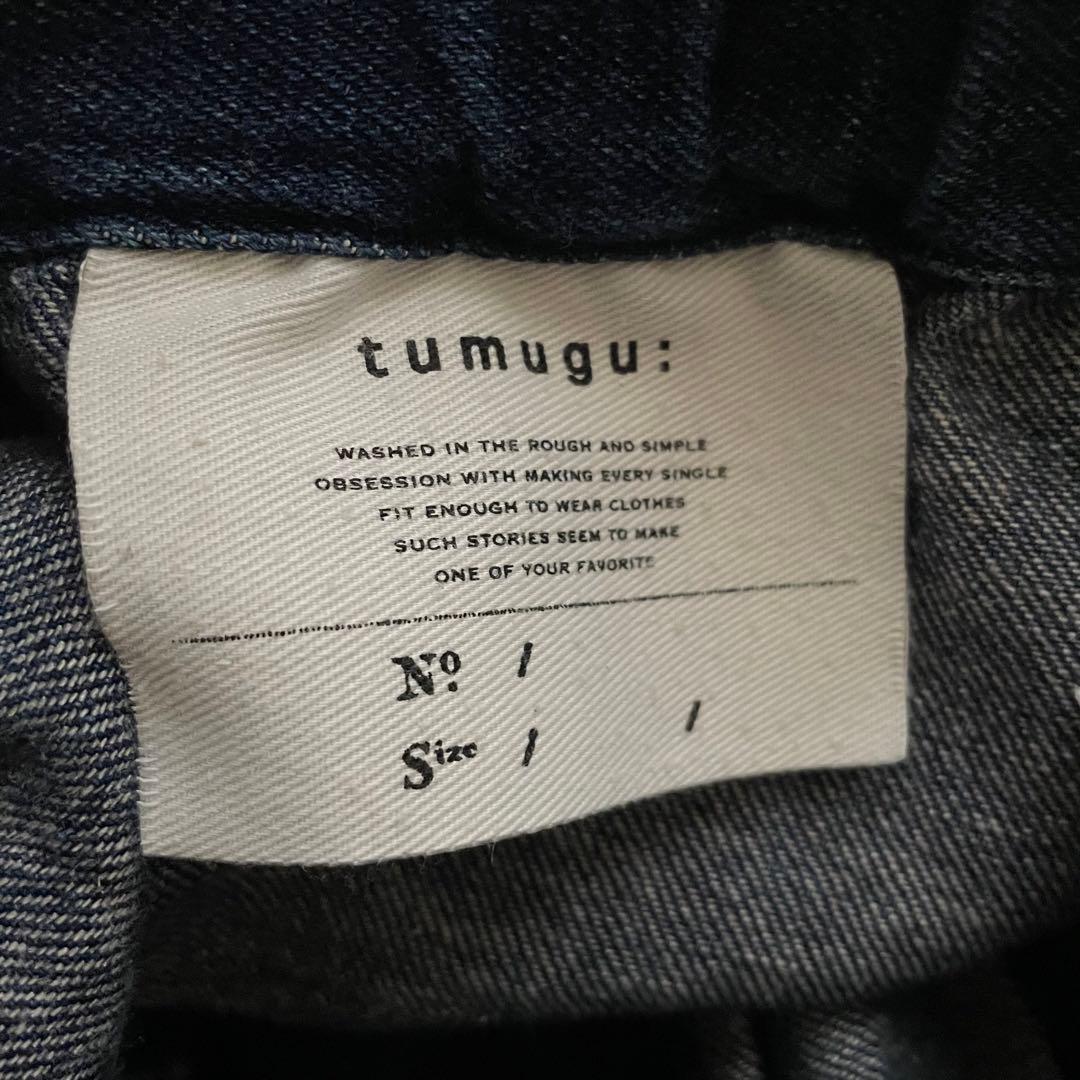 tumugu:
WASHED IN THE ROUGH AND SIMPLE
OBSESSION WITH MAKING EVERY SINGLE
FIT ENOUGH TO WEAR CLOTHES
SUCH STORIES SEEM TO MAKE
ONE OF YOUR FAVORITE
Nº /
Size / /